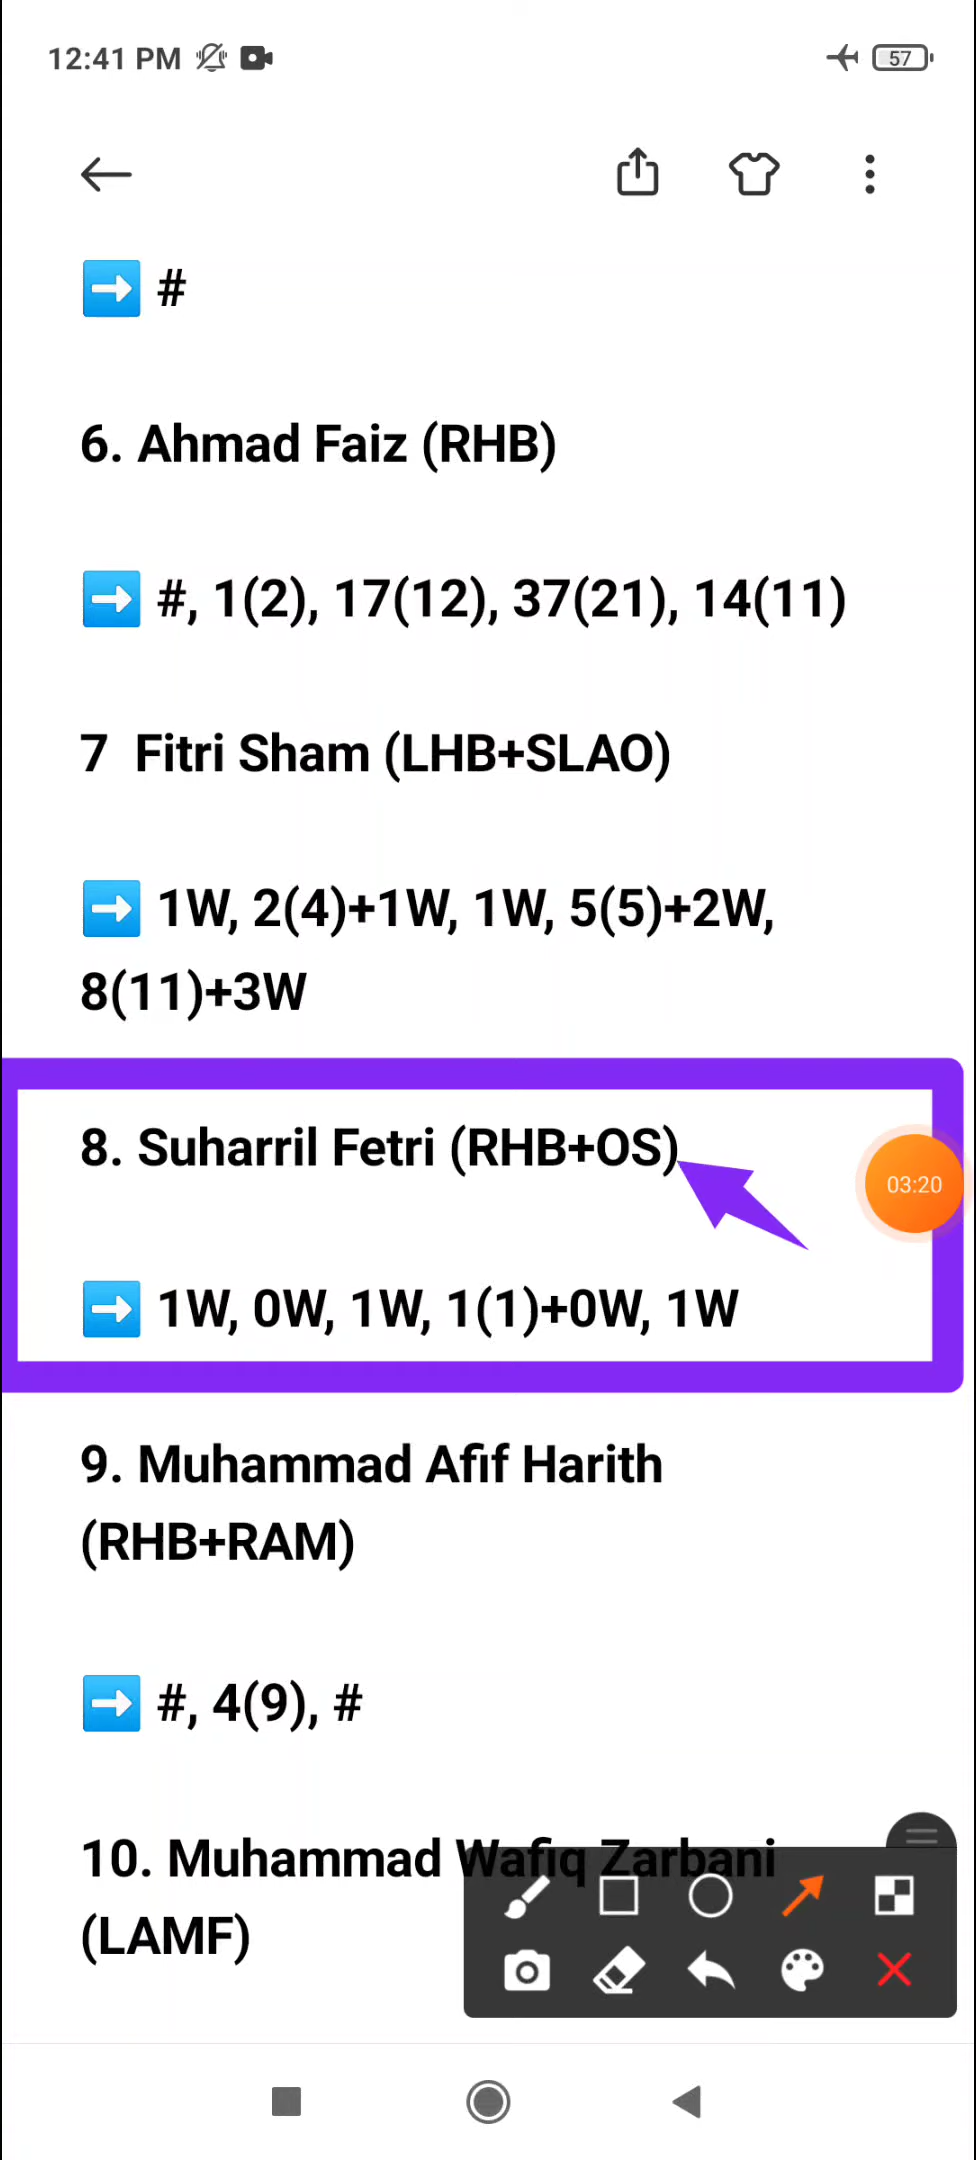 12:41 PM 57
➡️ #
6. Ahmad Faiz (RHB)
➡️ #, 1(2), 17(12), 37(21), 14(11)
7  Fitri Sham (LHB+SLAO)
➡️ 1W, 2(4)+1W, 1W, 5(5)+2W,
8(11)+3W
8. Suharril Fetri (RHB+OS)
03:20
➡️ 1W, 0W, 1W, 1(1)+0W, 1W
9. Muhammad Afif Harith
(RHB+RAM)
➡️ #, 4(9), #
10. Muhammad Wafiq Zarbani
(LAMF)